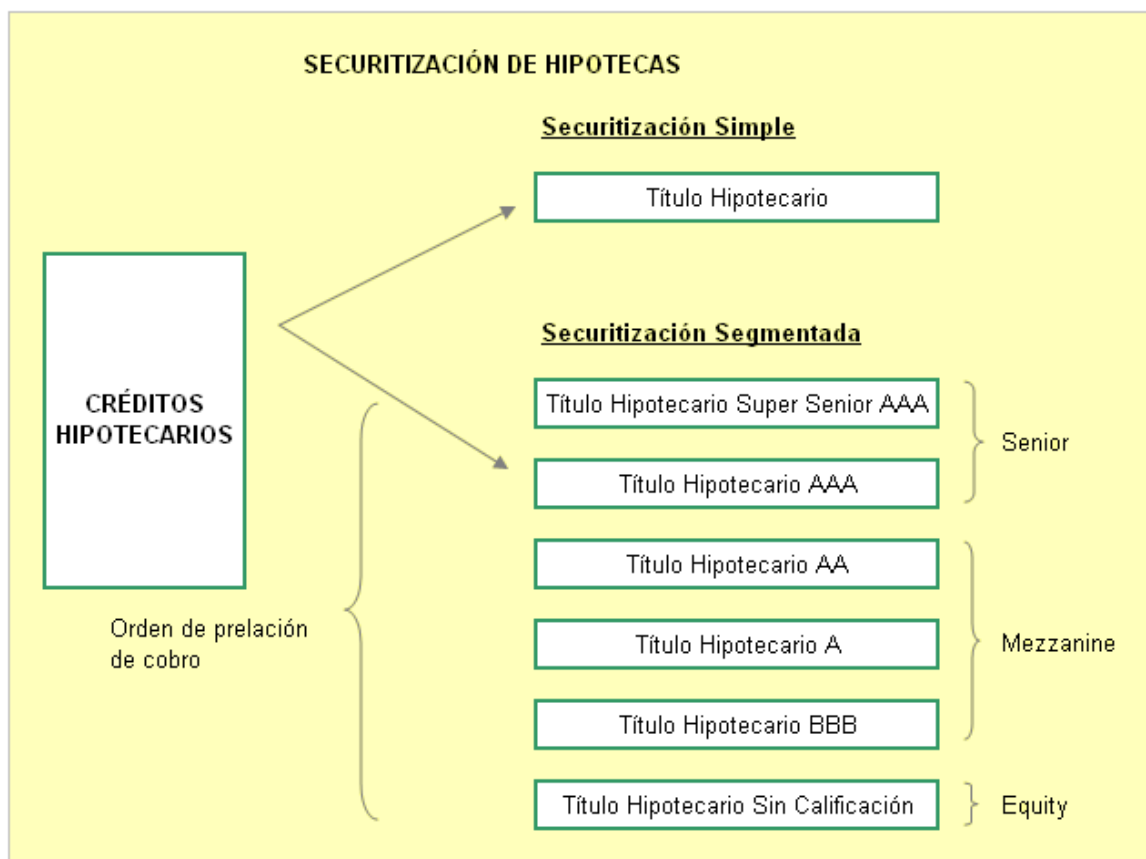 SECURITIZACIÓN DE HIPOTECAS
Securitización Simple
Título Hipotecario
CRÉDITOS
HIPOTECARIOS
Securitización Segmentada
Título Hipotecario Super Senior AAA
Título Hipotecario AAA
Senior
Título Hipotecario AA
Título Hipotecario A
Título Hipotecario BBB
Mezzanine
Título Hipotecario Sin Calificación
Equity
Orden de prelación
de cobro